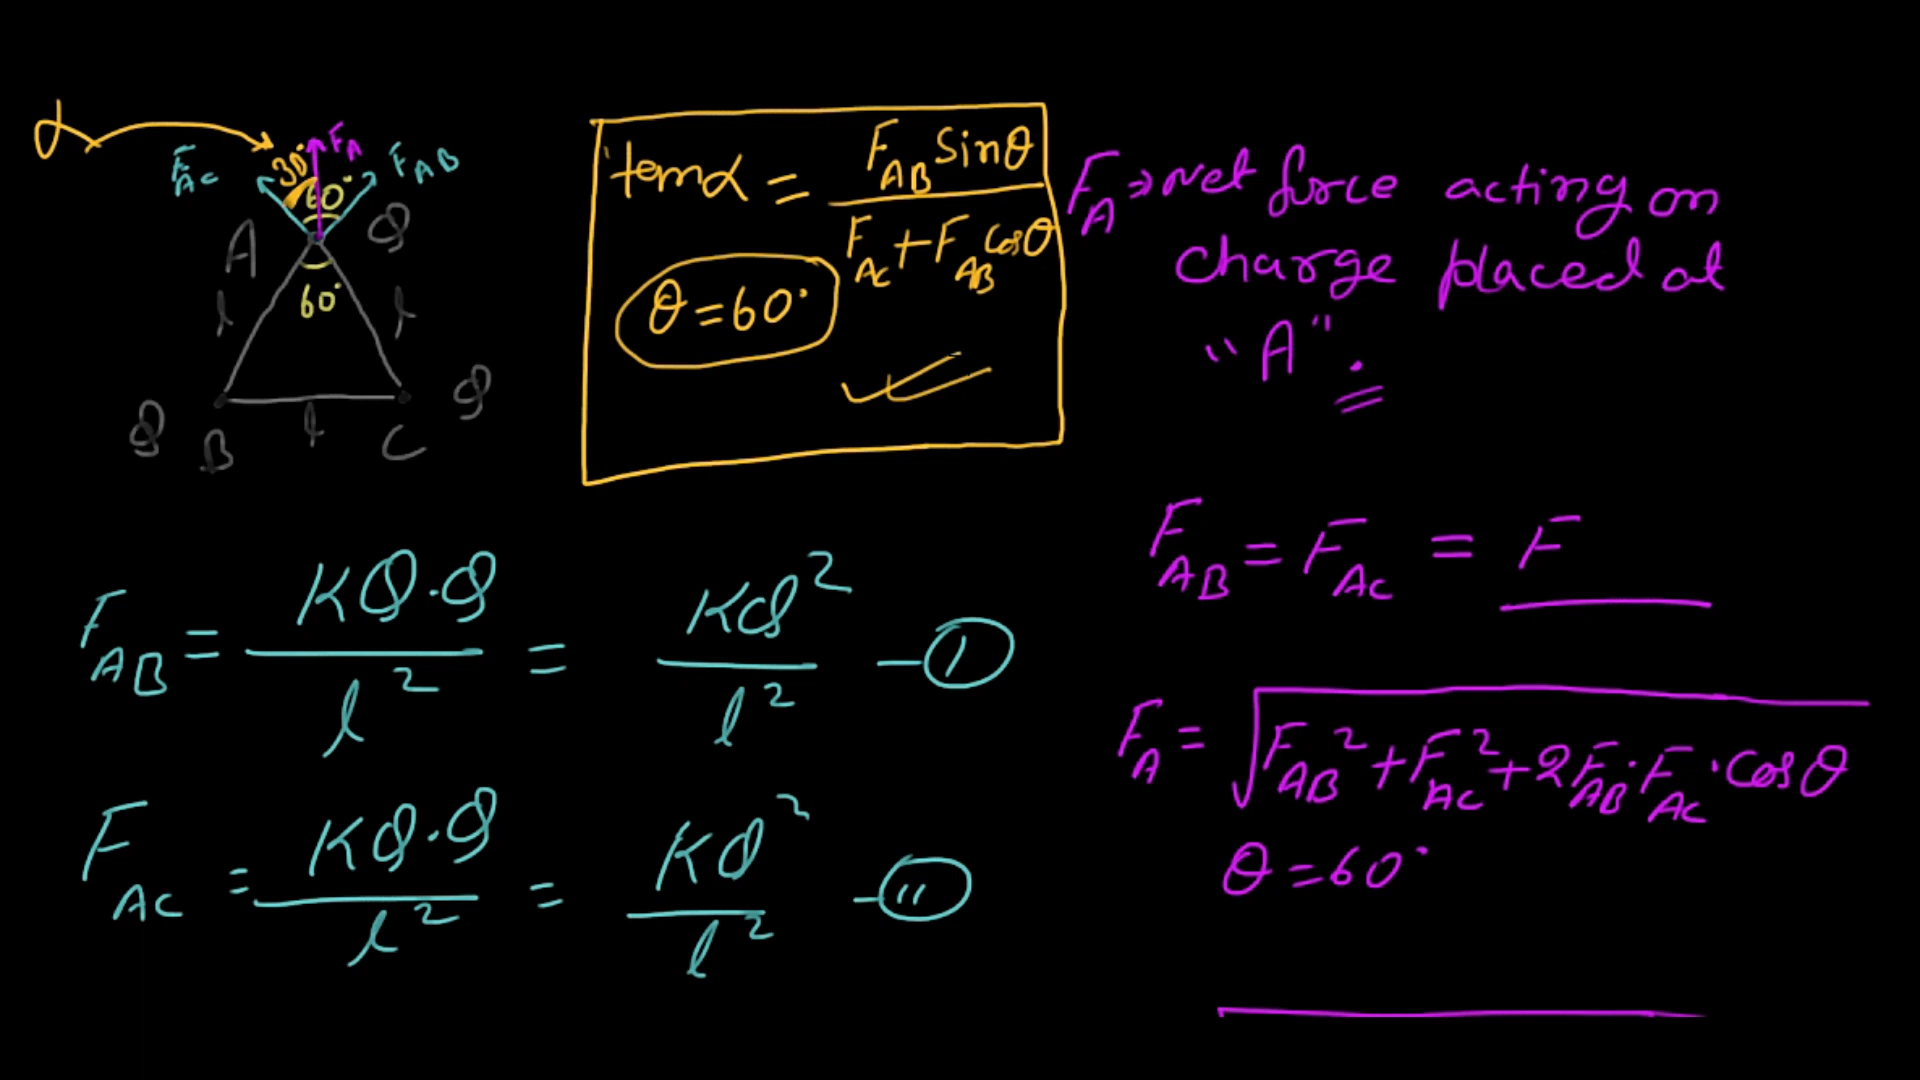 α
F_AC 30° F_A F_AB
60°
A Q
60°
l l
Q B l C Q
tanα = F_AB Sinθ / F_AC + F_AB Cosθ
θ = 60°
F_A → Net force acting on
charge placed at
"A".
F_AB = KQ·Q / l² = KQ² / l² - ①
F_AC = KQ·Q / l² = KQ² / l² - ⑪
F_AB = F_AC = F
F_A = √F_AB² + F_AC² + 2F_AB·F_AC·Cosθ
θ = 60°